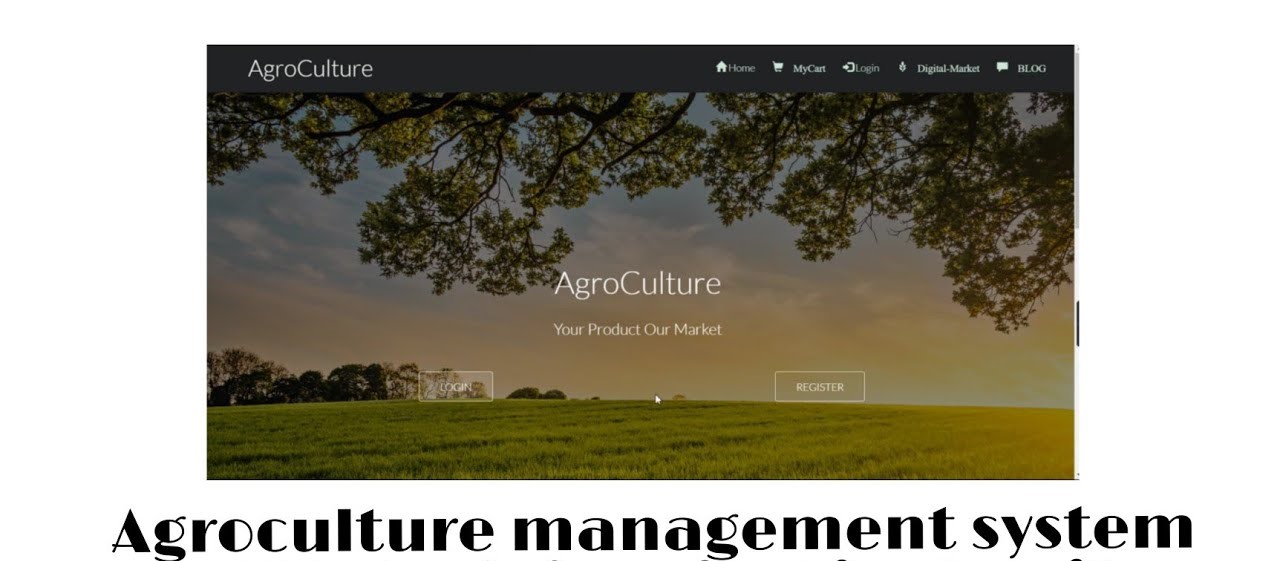 AgroCulture
Home MyCart Login Digital-Market BLOG
AgroCulture
Your Product Our Market
LOGIN REGISTER
Agroculture management system